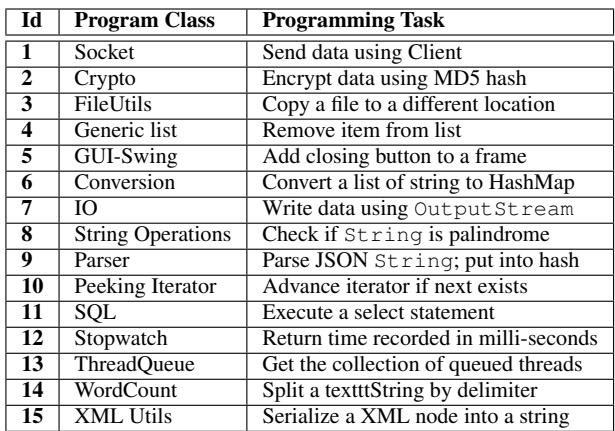 Id Program Class Programming Task
1 Socket Send data using Client
2 Crypto Encrypt data using MD5 hash
3 FileUtils Copy a file to a different location
4 Generic list Remove item from list
5 GUI-Swing Add closing button to a frame
6 Conversion Convert a list of string to HashMap
7 IO Write data using OutputStream
8 String Operations Check if String is palindrome
9 Parser Parse JSON String; put into hash
10 Peeking Iterator Advance iterator if next exists
11 SQL Execute a select statement
12 Stopwatch Return time recorded in milli-seconds
13 ThreadQueue Get the collection of queued threads
14 WordCount Split a textttString by delimiter
15 XML Utils Serialize a XML node into a string